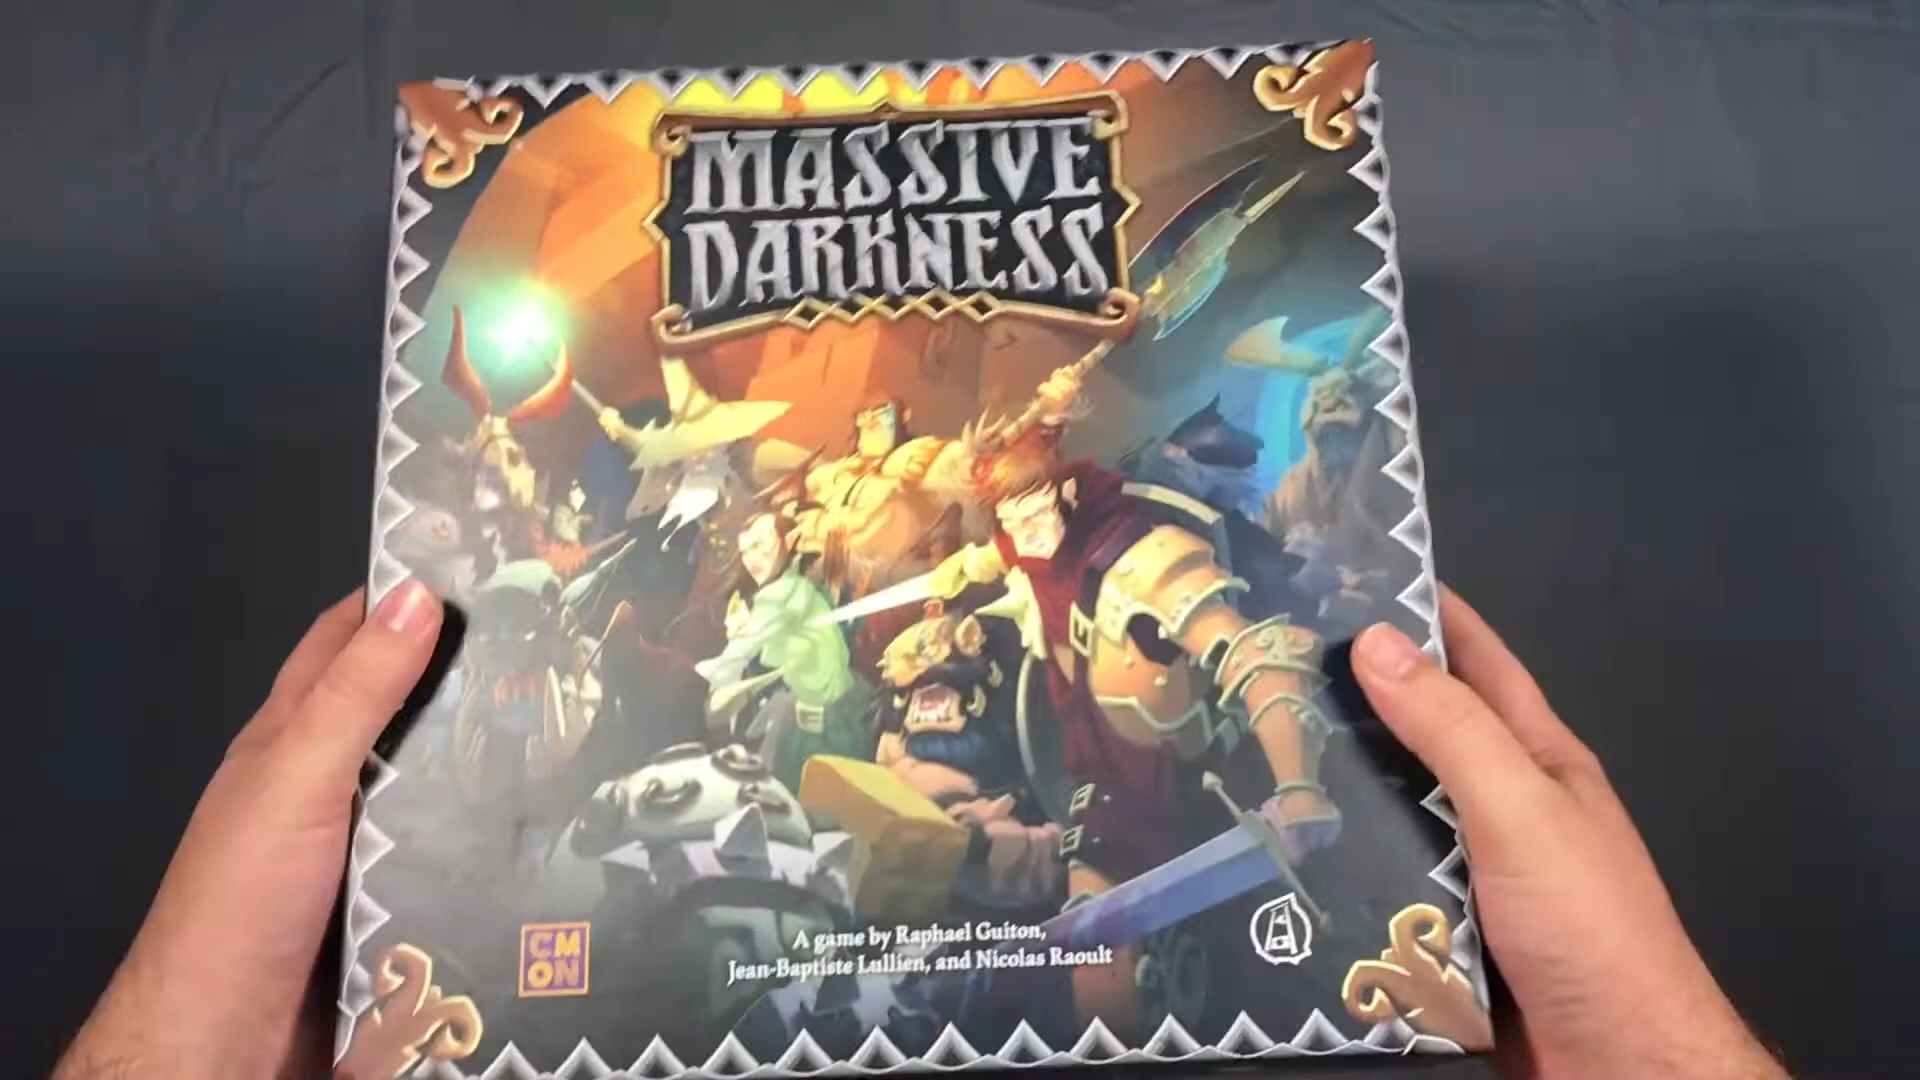 MASSIVE
DARKNESS
CM
ON
A game by Raphael Guiton,
Jean-Baptiste Lullien, and Nicolas Raoult